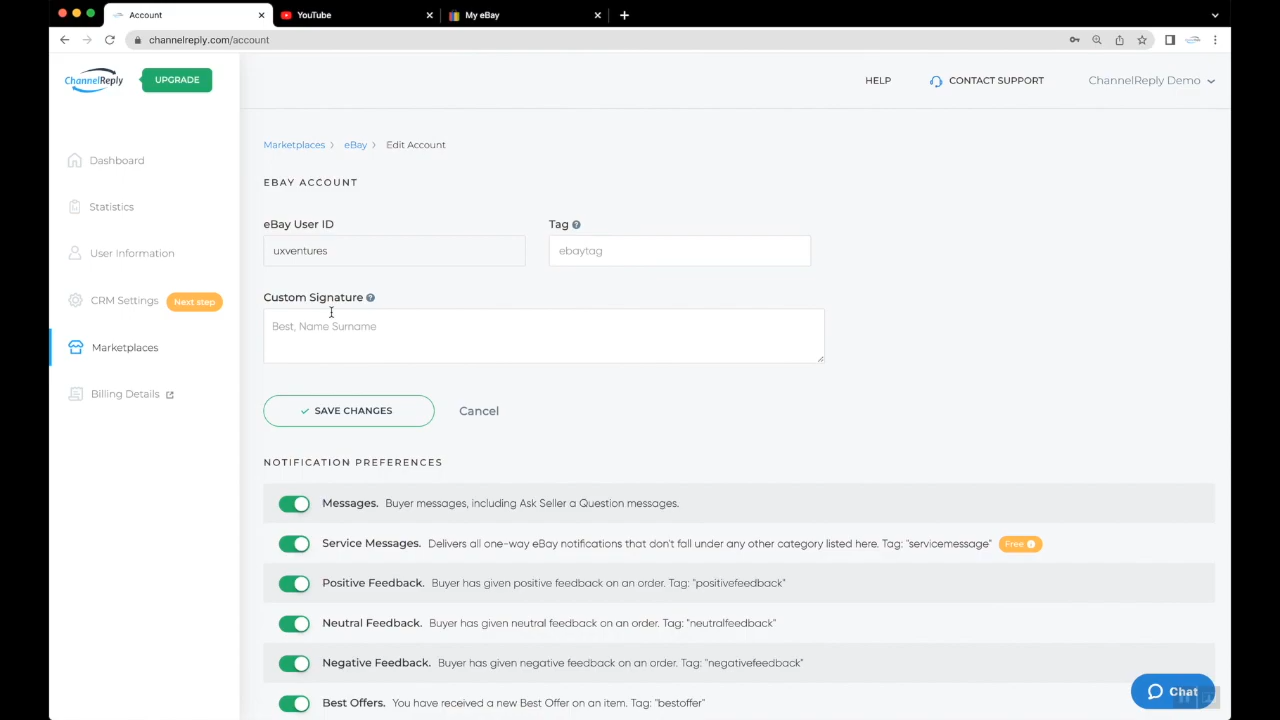 Account
YouTube
My eBay
channelreply.com/account
ChannelReply
UPGRADE
HELP
CONTACT SUPPORT
ChannelReply Demo
Dashboard
Statistics
User Information
CRM Settings
Next step
Marketplaces
Billing Details
Marketplaces
eBay
Edit Account
EBAY ACCOUNT
eBay User ID
Tag
uxventures
ebaytag
Custom Signature
Best, Name Surname
SAVE CHANGES
Cancel
NOTIFICATION PREFERENCES
Messages. Buyer messages, including Ask Seller a Question messages.
Service Messages. Delivers all one-way eBay notifications that don't fall under any other category listed here. Tag: "servicemessage"
Free
Positive Feedback. Buyer has given positive feedback on an order. Tag: "positivefeedback"
Neutral Feedback. Buyer has given neutral feedback on an order. Tag: "neutralfeedback"
Negative Feedback. Buyer has given negative feedback on an order. Tag: "negativefeedback"
Best Offers. You have received a new Best Offer on an item. Tag: "bestoffer"
Chat